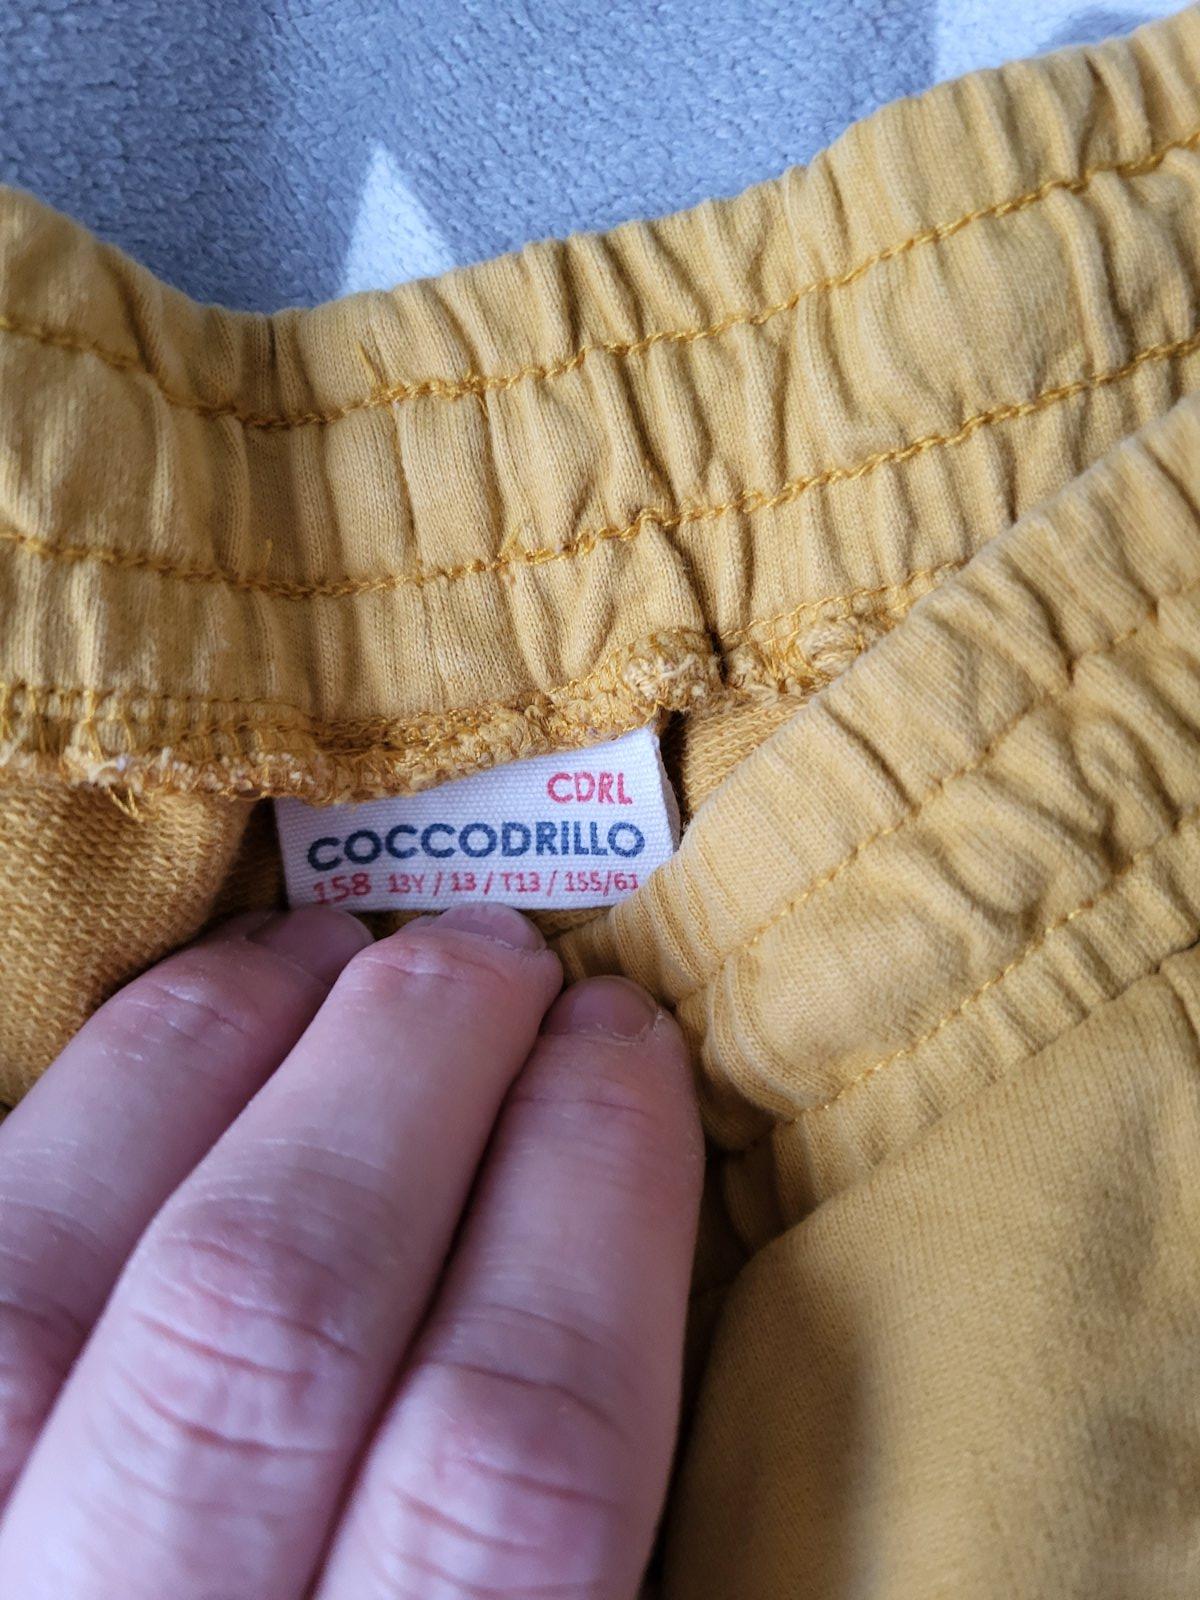 CDRL
COCCODRILLO
158 13Y / 13 / T13 / 155/61